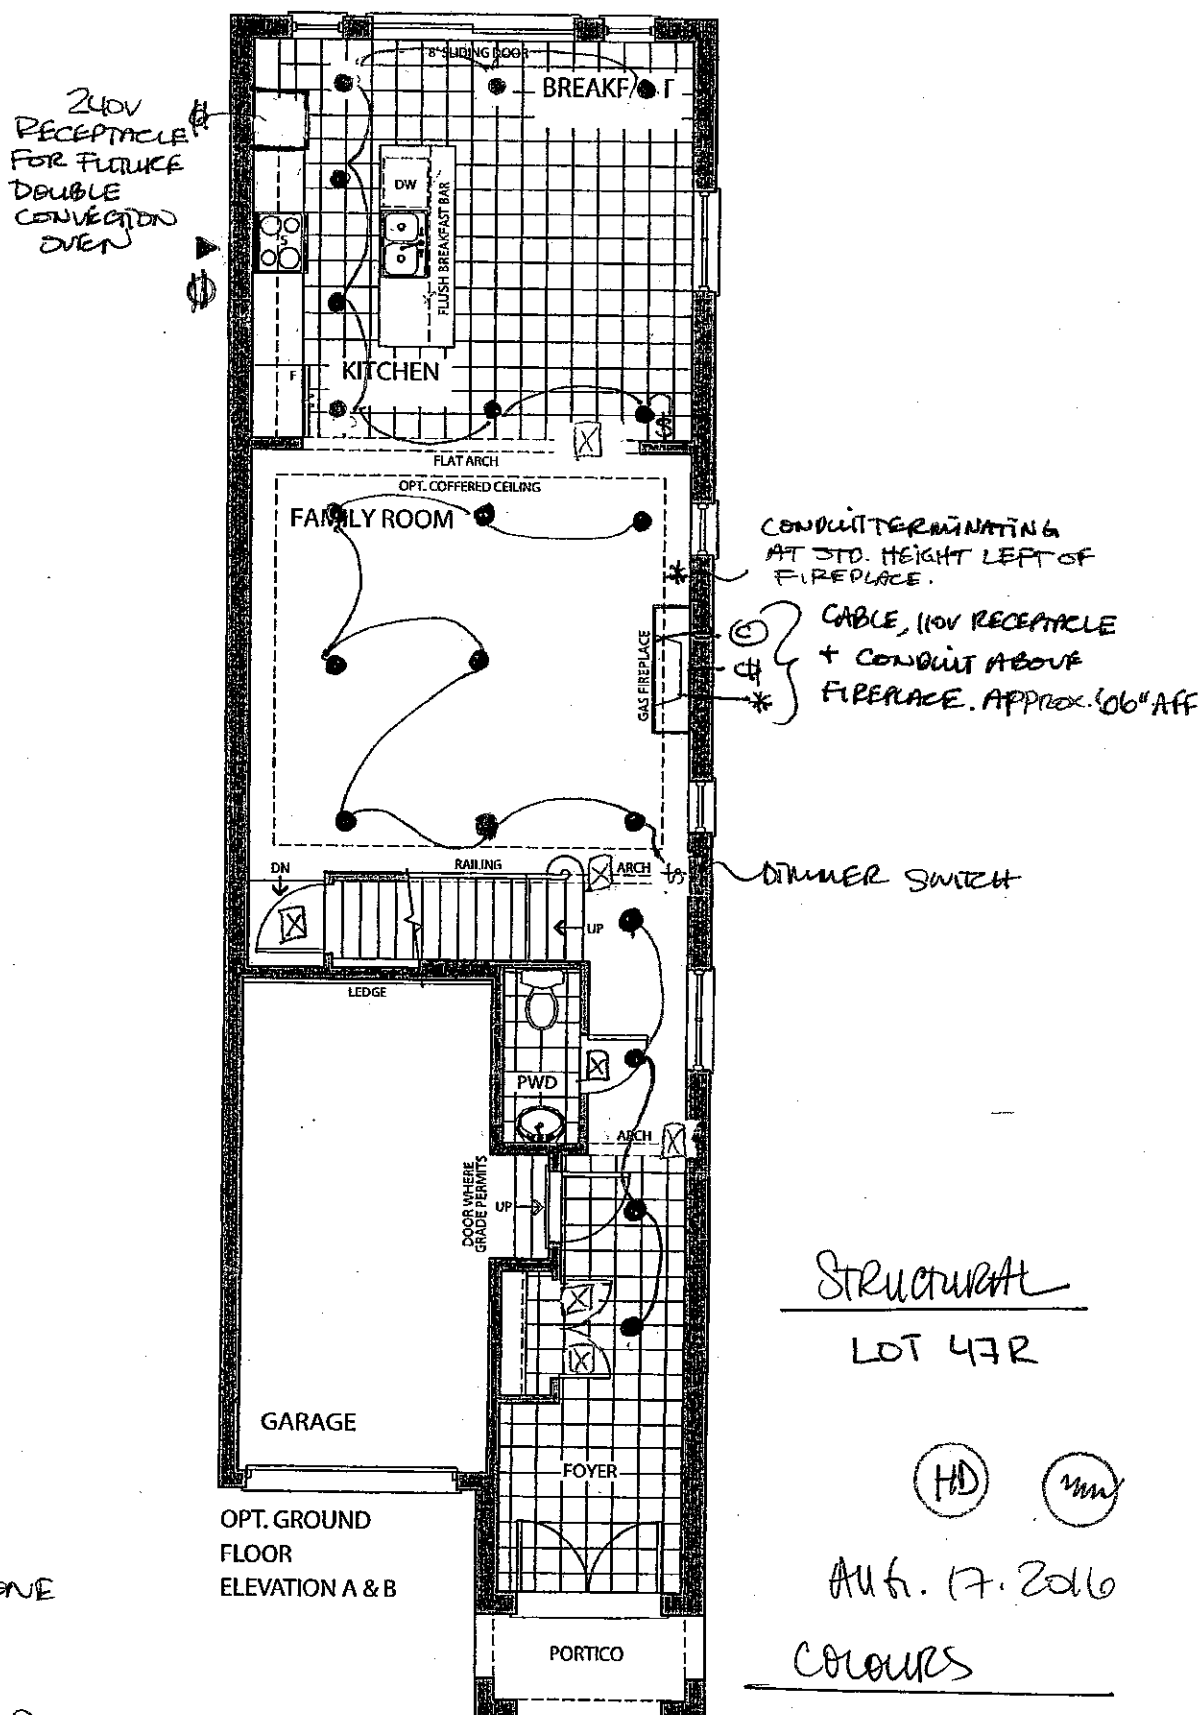 8' SLIDING DOOR
240V
RECEPTACLE
FOR FUTURE
DOUBLE
CONVECTION
OVEN
DW
S
FLUSH BREAKFAST BAR
F
KITCHEN
$
X
FLAT ARCH
OPT. COFFERED CEILING
FAMILY ROOM
CONDUIT TERMINATING
AT STD. HEIGHT LEFT OF
FIREPLACE.
*
GAS FIREPLACE
C
*
CABLE, 110V RECEPTACLE
+ CONDUIT ABOVE
FIREPLACE. APPROX.
AFF
DN
RAILING
X
ARCH
$
DIMMER SWITCH
X
UP
LEDGE
PWD
X
ARCH
X
DOOR WHERE
GRADE PERMITS
UP
X
X
STRUCTURAL
LOT 47R
GARAGE
FOYER
HD
OPT. GROUND
FLOOR
ELEVATION A & B
AUG. 17. 2016
PORTICO
COLOURS